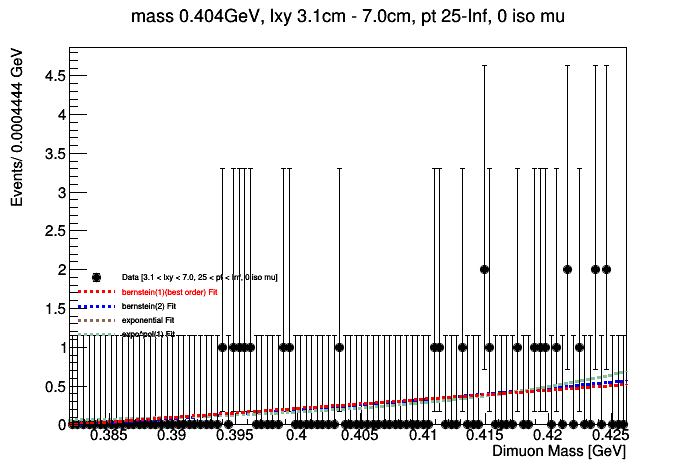 mass 0.404GeV, lxy 3.1cm - 7.0cm, pt 25-Inf, 0 iso mu
Events/ 0.0004444 GeV
4.5
4
3.5
3
2.5
2
1.5
1
0.5
0
Data [3.1 < lxy < 7.0, 25 < pt < Inf, 0 iso mu]
bernstein(1)(best order) Fit
bernstein(2) Fit
exponential Fit
expo*pol(1) Fit
0.385 0.39 0.395 0.4 0.405 0.41 0.415 0.42 0.425
Dimuon Mass [GeV]